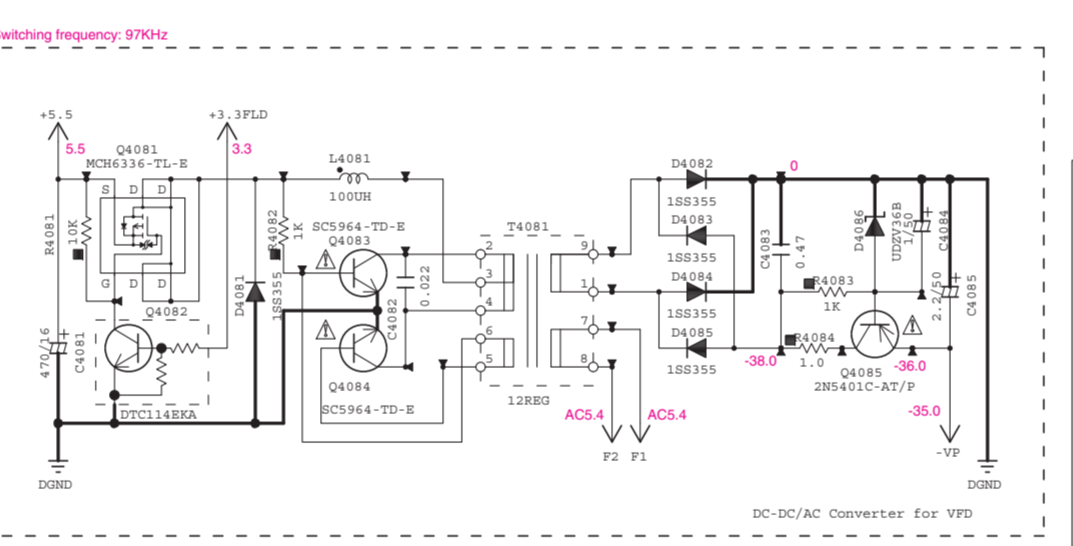 witching frequency: 97KHz
+5.5
+3.3FLD
5.5
3.3
Q4081
MCH6336-TL-E
L4081
100UH
S D D
G D D
R4081
10K
R4082
1K
SC5964-TD-E
Q4083
T4081
D4082
1SS355
0
D4083
1SS355
D4084
1SS355
D4085
1SS355
C4083
0.47
D4086
UDZV36B
1/50
C4084
+
2.2/50
C4085
+
R4083
1K
R4084
1.0
Q4085
2N5401C-AT/P
-38.0
-36.0
-35.0
D4081
1SS355
C4082
0.022
2
3
4
6
5
9
1
7
8
Q4082
DTC114EKA
470/16
C4081
+
Q4084
SC5964-TD-E
12REG
AC5.4
AC5.4
F2 F1
-VP
DGND
DGND
DC-DC/AC Converter for VFD